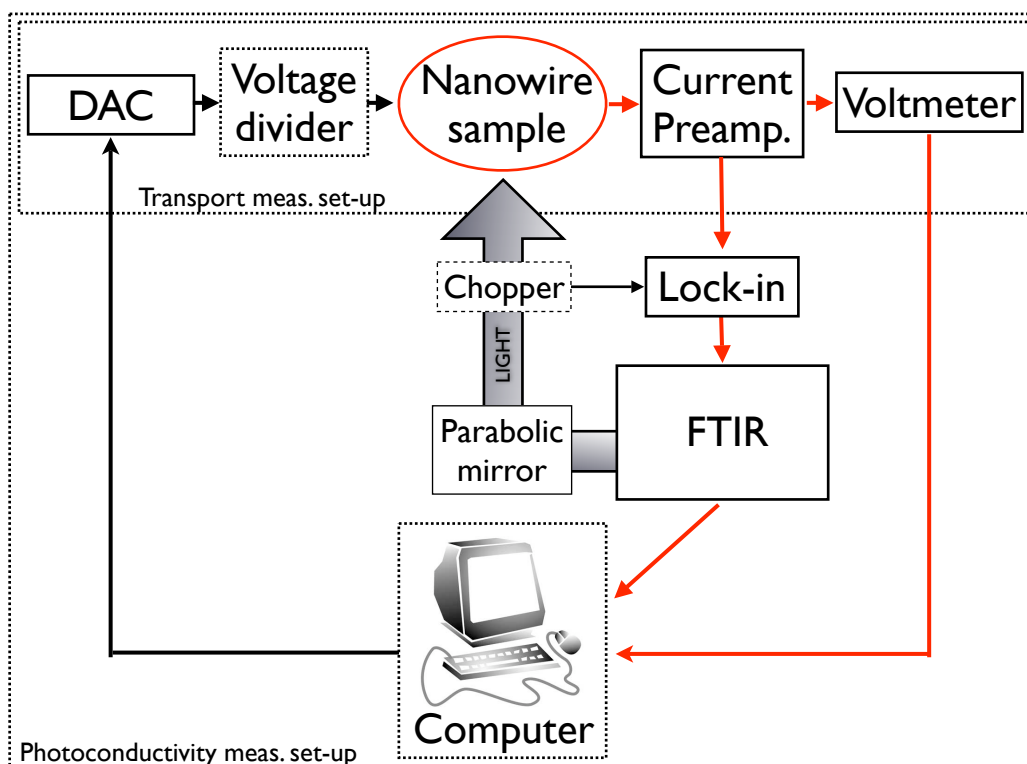 DAC
Voltage
divider
Nanowire
sample
Current
Preamp.
Voltmeter
Transport meas. set-up
Chopper
Lock-in
LIGHT
Parabolic
mirror
FTIR
Computer
Photoconductivity meas. set-up